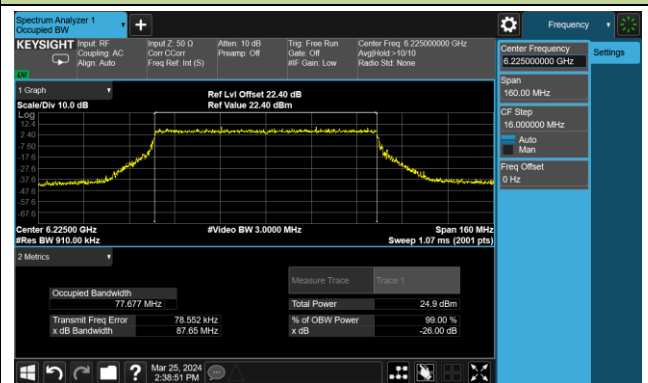 Spectrum Analyzer 1
Occupied BW
Frequency
KEYSIGHT
Input: RF
Coupling: AC
Align: Auto
Input Z: 50 Ω
Corr CCorr
Freq Ref: Int (S)
Atten: 10 dB
Preamp: Off
Trig: Free Run
Gate: Off
#IF Gain: Low
Center Freq: 6.225000000 GHz
Avg|Hold:>10/10
Radio Std: None
Center Frequency
6.225000000 GHz
Settings
Span
160.00 MHz
CF Step
16.000000 MHz
Auto
Man
Freq Offset
0 Hz
1 Graph
Scale/Div 10.0 dB
Ref Lvl Offset 22.40 dB
Ref Value 22.40 dBm
Log
12.4
2.40
-7.60
-17.6
-27.6
-37.6
-47.6
-57.6
-67.6
Center 6.22500 GHz
#Res BW 910.00 kHz
#Video BW 3.0000 MHz
Span 160 MHz
Sweep 1.07 ms (2001 pts)
2 Metrics
Measure Trace
Trace 1
Occupied Bandwidth
77.677 MHz
Total Power
24.9 dBm
Transmit Freq Error
78.552 kHz
% of OBW Power
99.00 %
x dB Bandwidth
87.65 MHz
x dB
-26.00 dB
Mar 25, 2024
2:38:51 PM